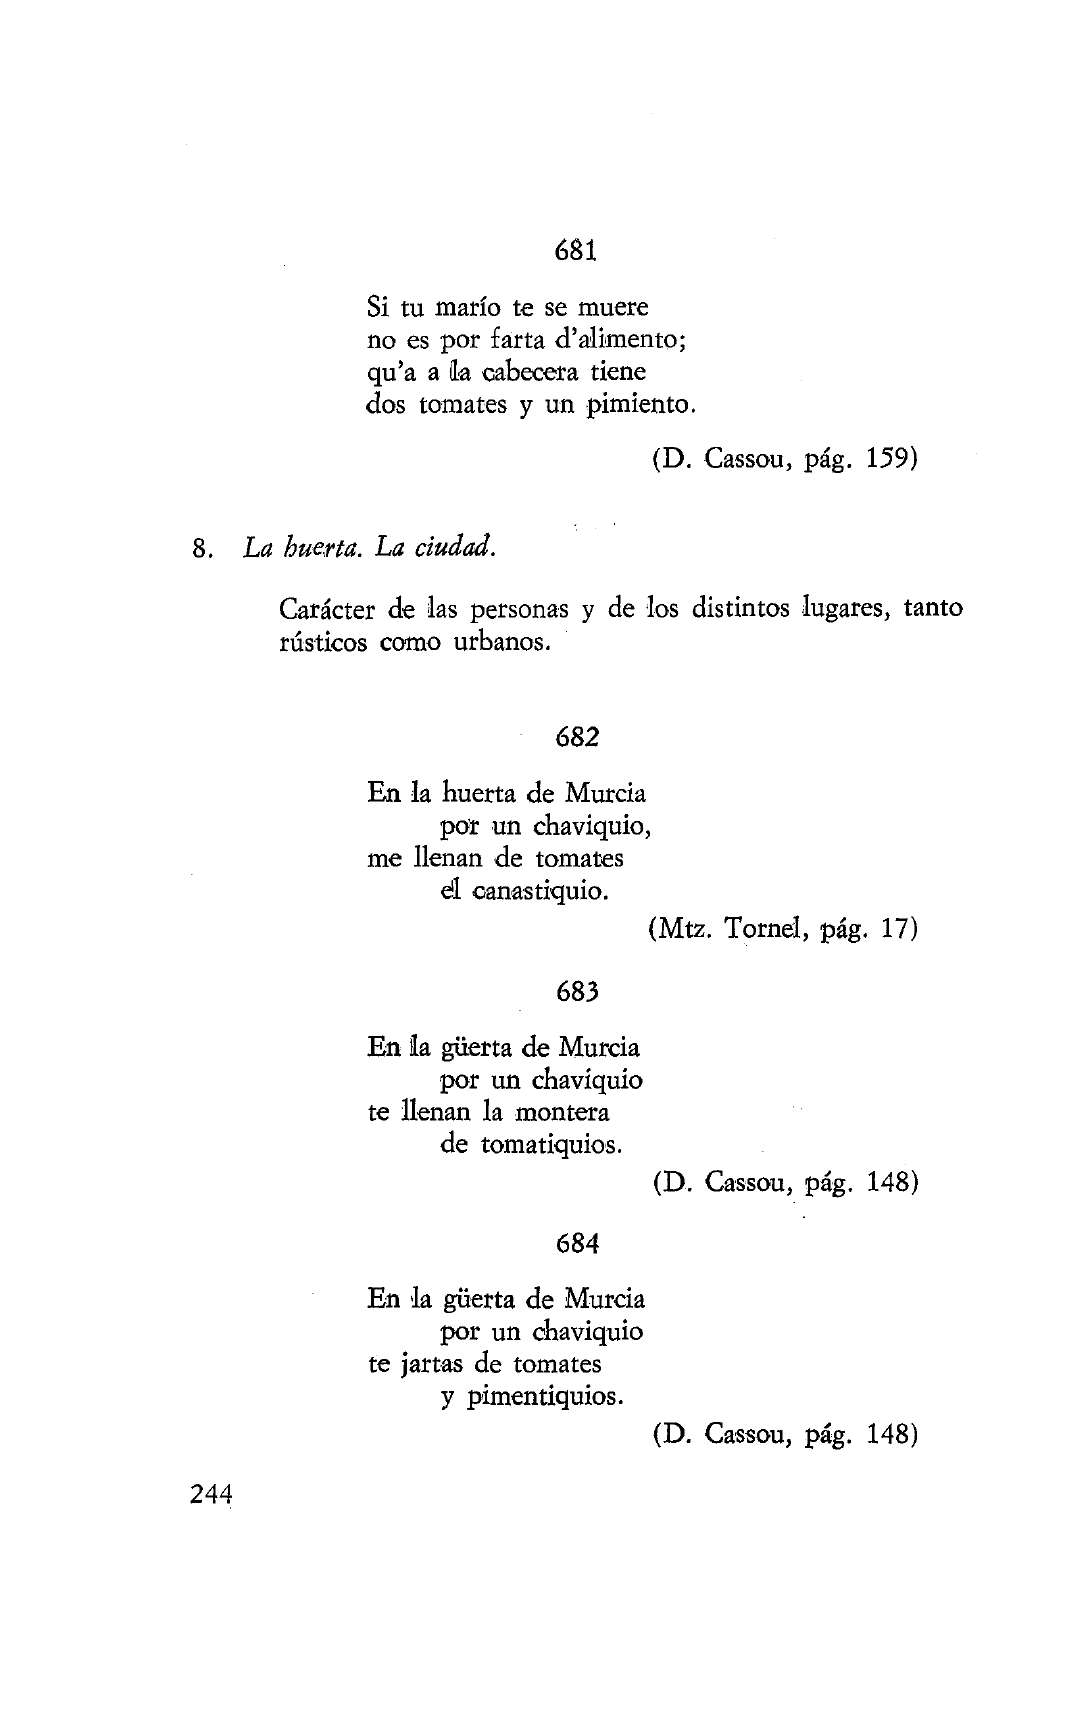 681
Si tu marío te se muere
no es por farta d'alimento;
qu'a a la cabecera tiene
dos tomates y un pimiento.
(D. Cassou, pág. 159)
8. La huerta. La ciudad.
Carácter de las personas y de los distintos lugares, tanto
rústicos como urbanos.
682
En la huerta de Murcia
por un chaviquio,
me llenan de tomates
el canastiquio.
(Mtz. Tornel, pág. 17)
683
En la güerta de Murcia
por un chavíquio
te llenan la montera
de tomatiquios.
(D. Cassou, pág. 148)
684
En la güerta de Murcia
por un chaviquio
te jartas de tomates
y pimentiquios.
(D. Cassou, pág. 148)
244